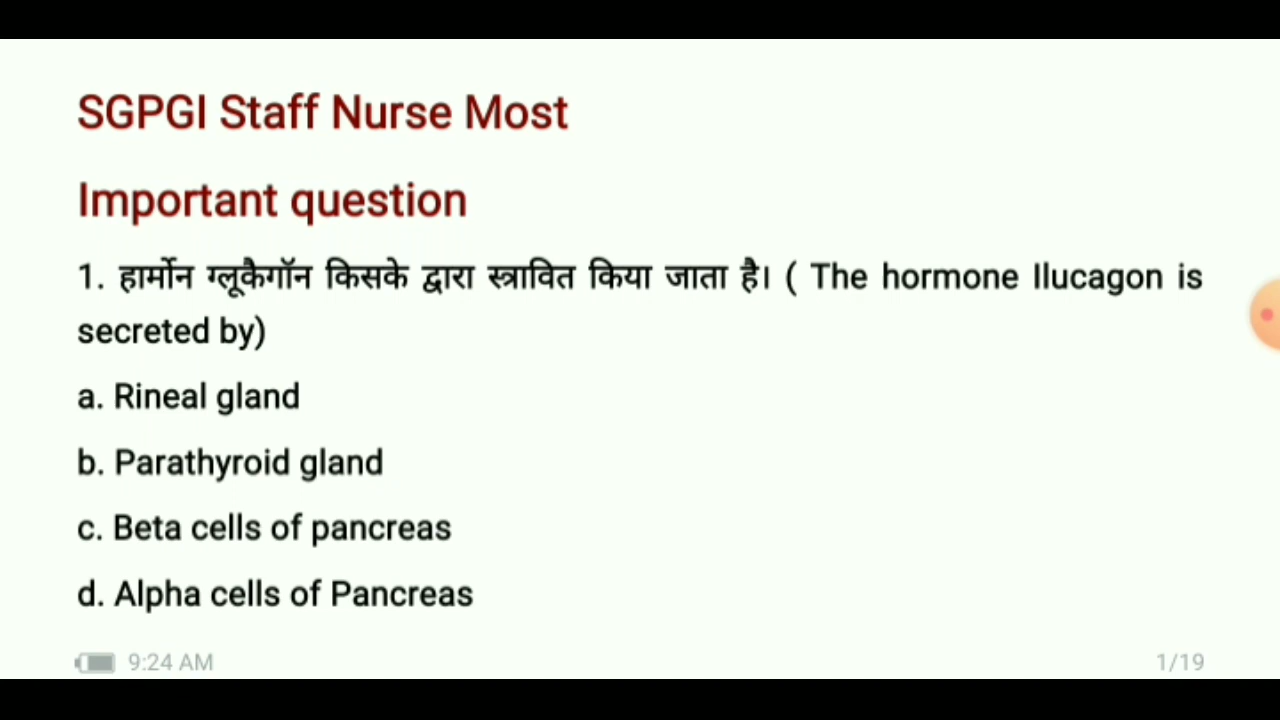 SGPGI Staff Nurse Most
Important question
1. हार्मोन ग्लूकैगॉन किसके द्वारा स्त्रावित किया जाता है। ( The hormone Ilucagon is
secreted by)
a. Rineal gland
b. Parathyroid gland
c. Beta cells of pancreas
d. Alpha cells of Pancreas
9:24 AM
1/19